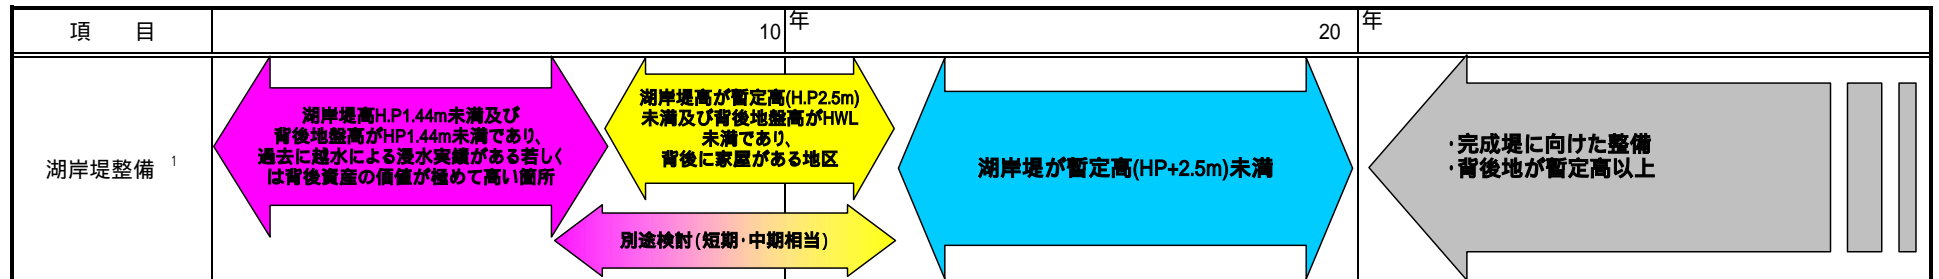 項　目
10年
20年
湖岸堤整備 1
湖岸堤高H.P1.44m未満及び
背後地盤高がHP1.44m未満であり、
過去に越水による浸水実績がある若しく
は背後資産の価値が極めて高い箇所
湖岸堤高が暫定高(H.P2.5m)
未満及び背後地盤高がHWL
未満であり、
背後に家屋がある地区
別途検討(短期・中期相当)
湖岸堤が暫定高(HP+2.5m)未満
・完成堤に向けた整備
・背後地が暫定高以上